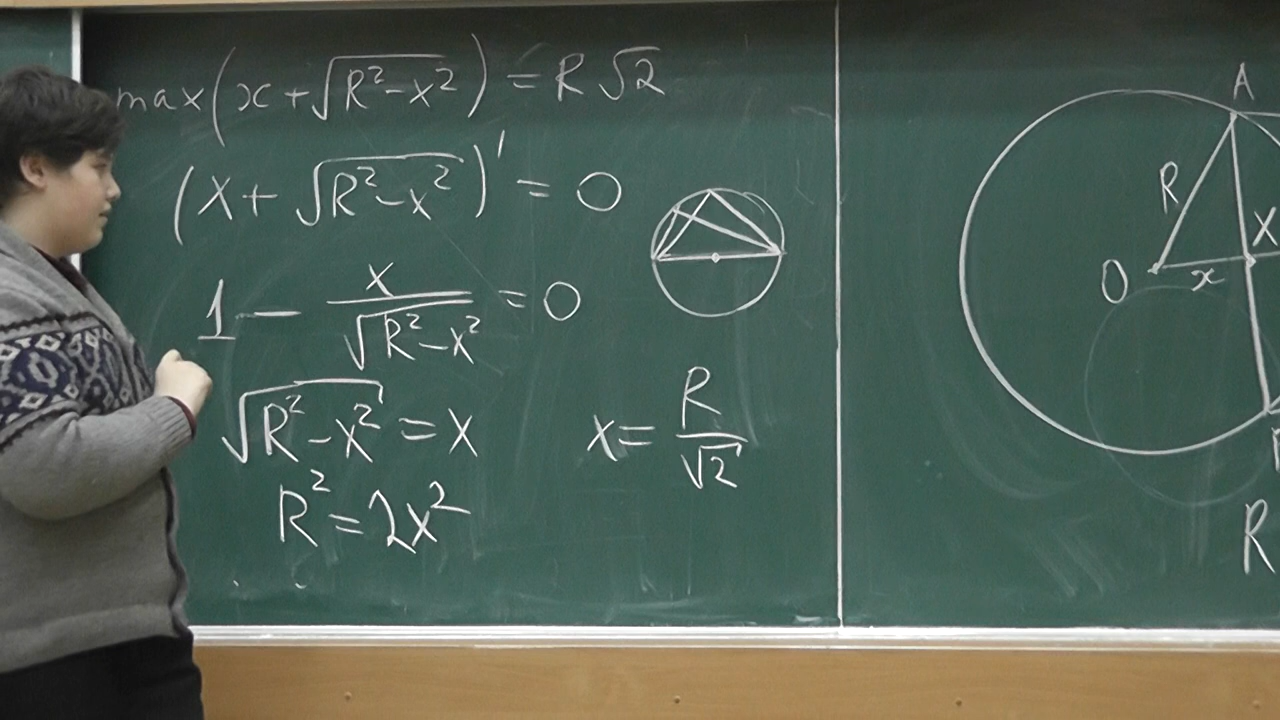 max(x+√(R²-x²)) = R√2
(x+√(R²-x²))' = 0
1 - x/√(R²-x²) = 0
√(R²-x²) = x
x = R/√2
R² = 2x²
A
R
X
O
x
R